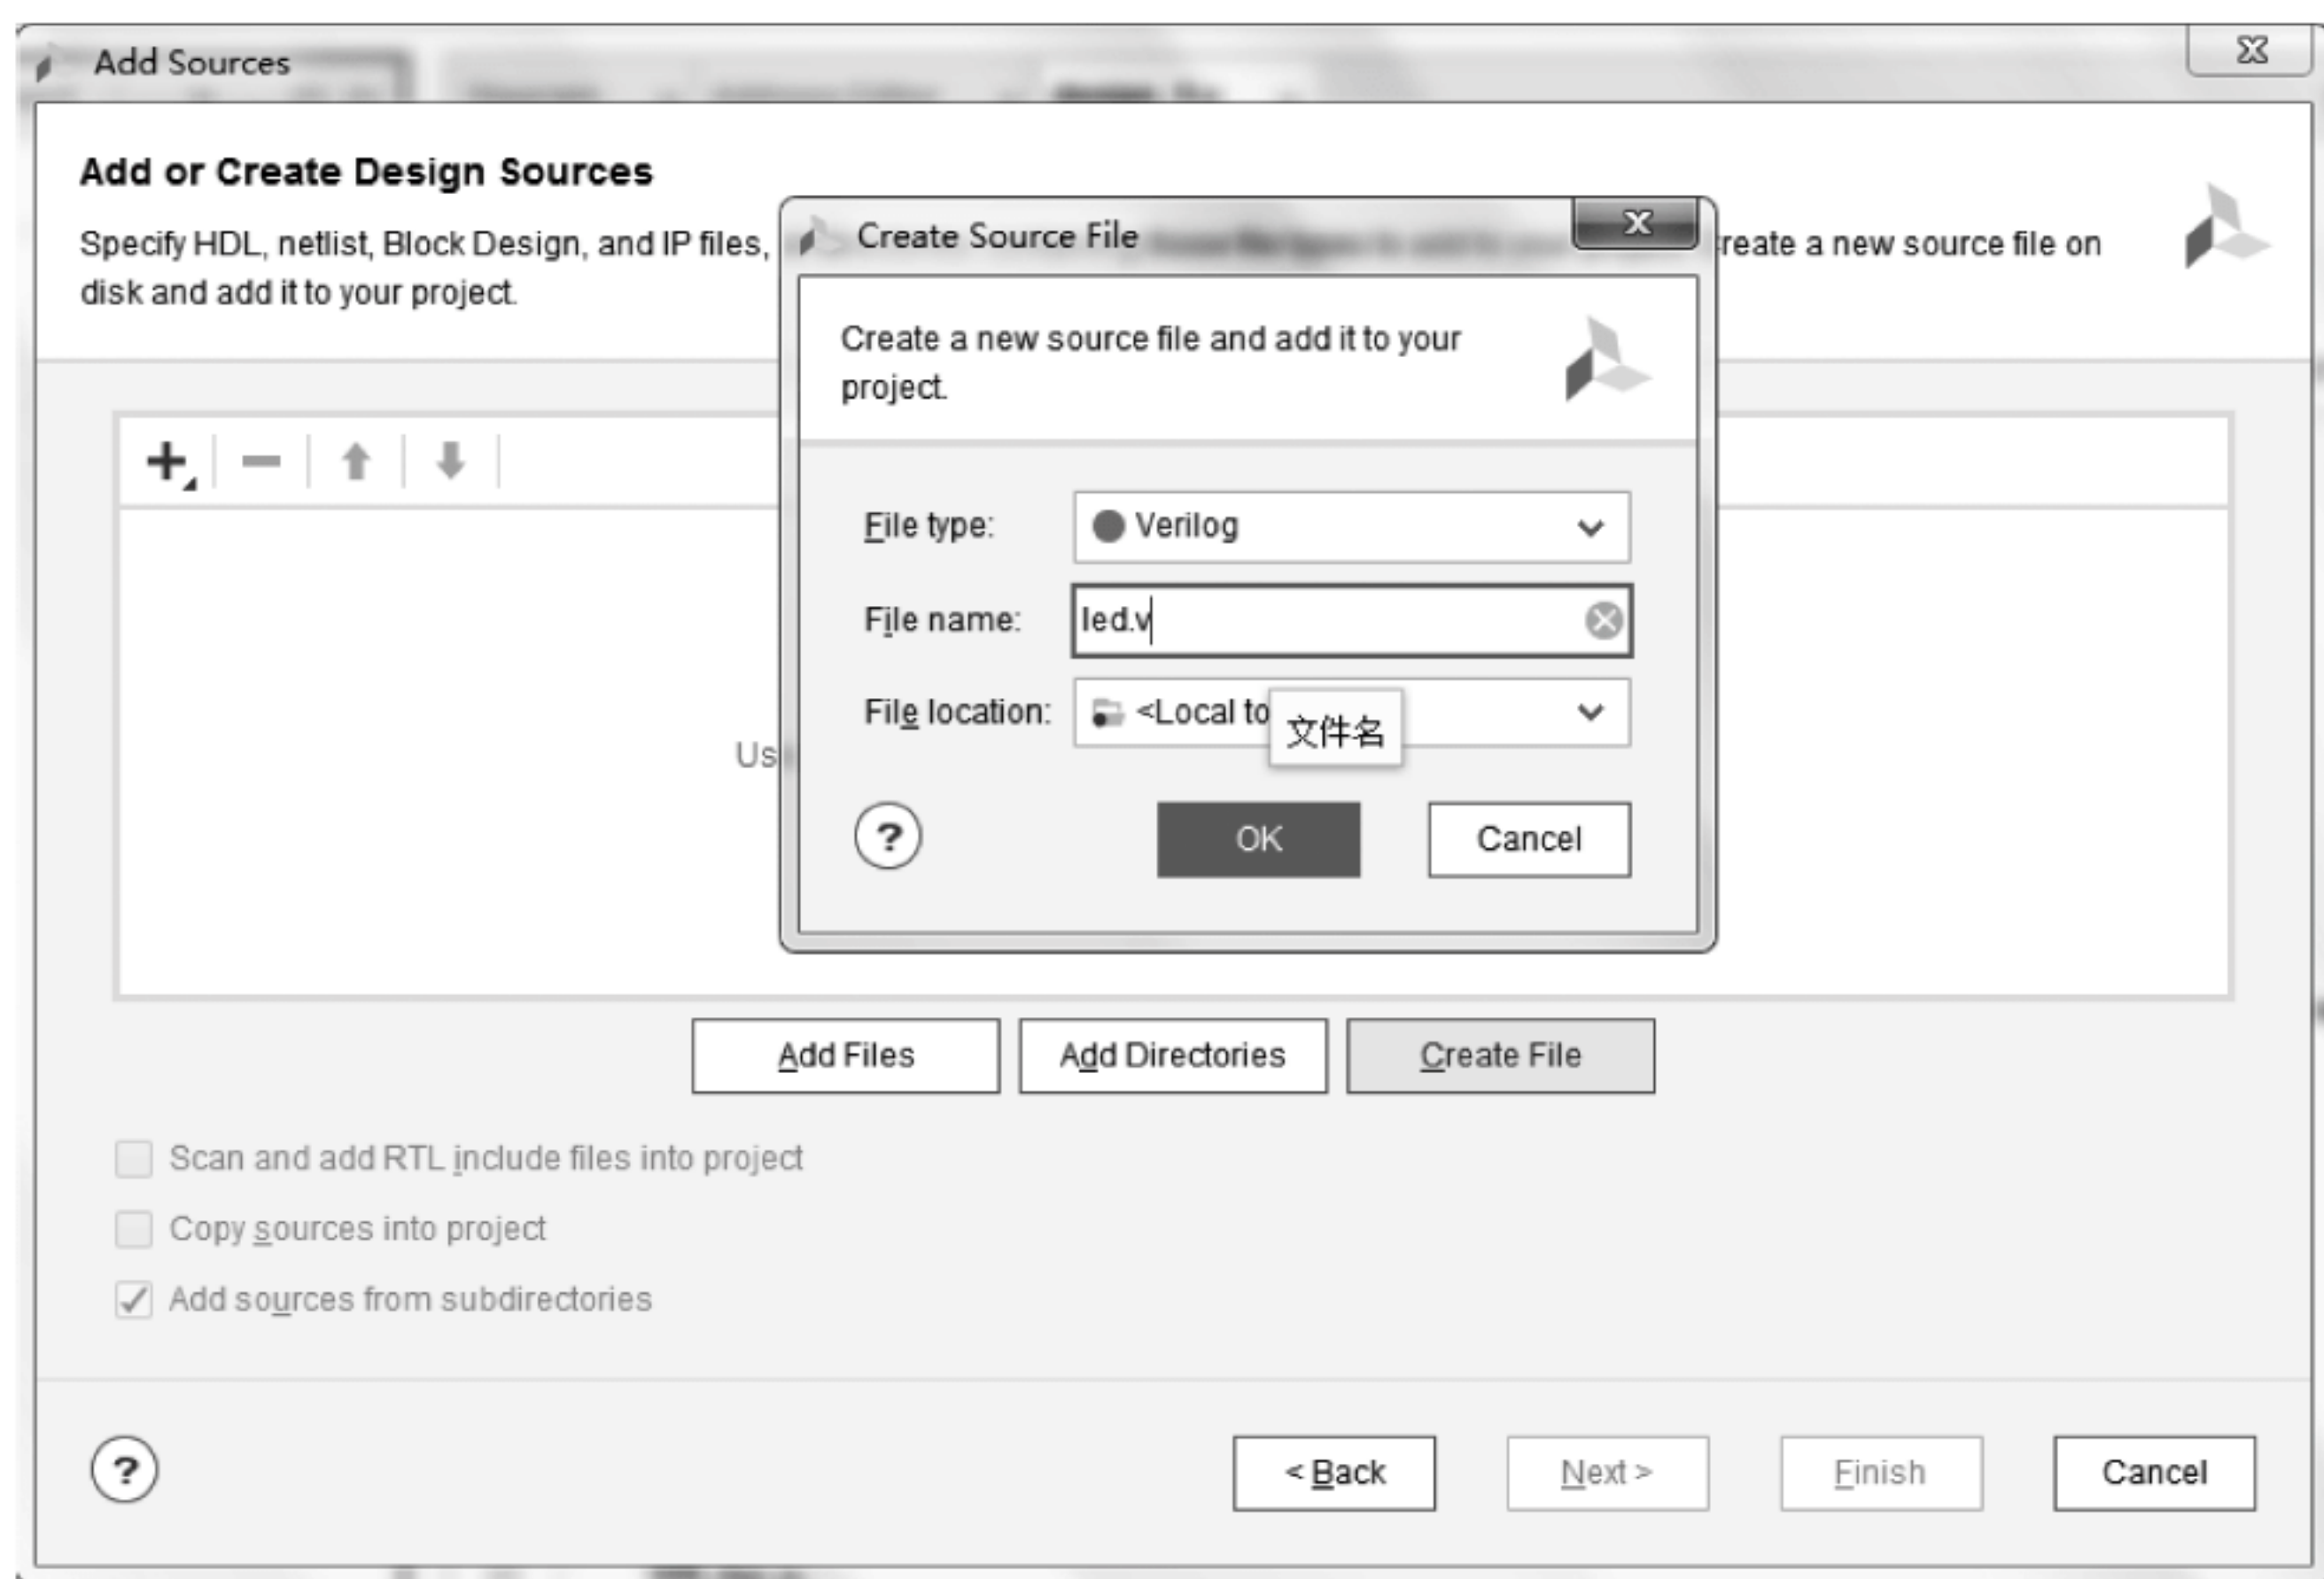 Add Sources
Add or Create Design Sources
Specify HDL, netlist, Block Design, and IP files,
create a new source file on
disk and add it to your project.
Create Source File
Create a new source file and add it to your
project.
File type:
Verilog
File name:
led.v
File location:
<Local to
文件名
?
OK
Cancel
Add Files
Add Directories
Create File
Scan and add RTL include files into project
Copy sources into project
Add sources from subdirectories
?
< Back
Next >
Finish
Cancel